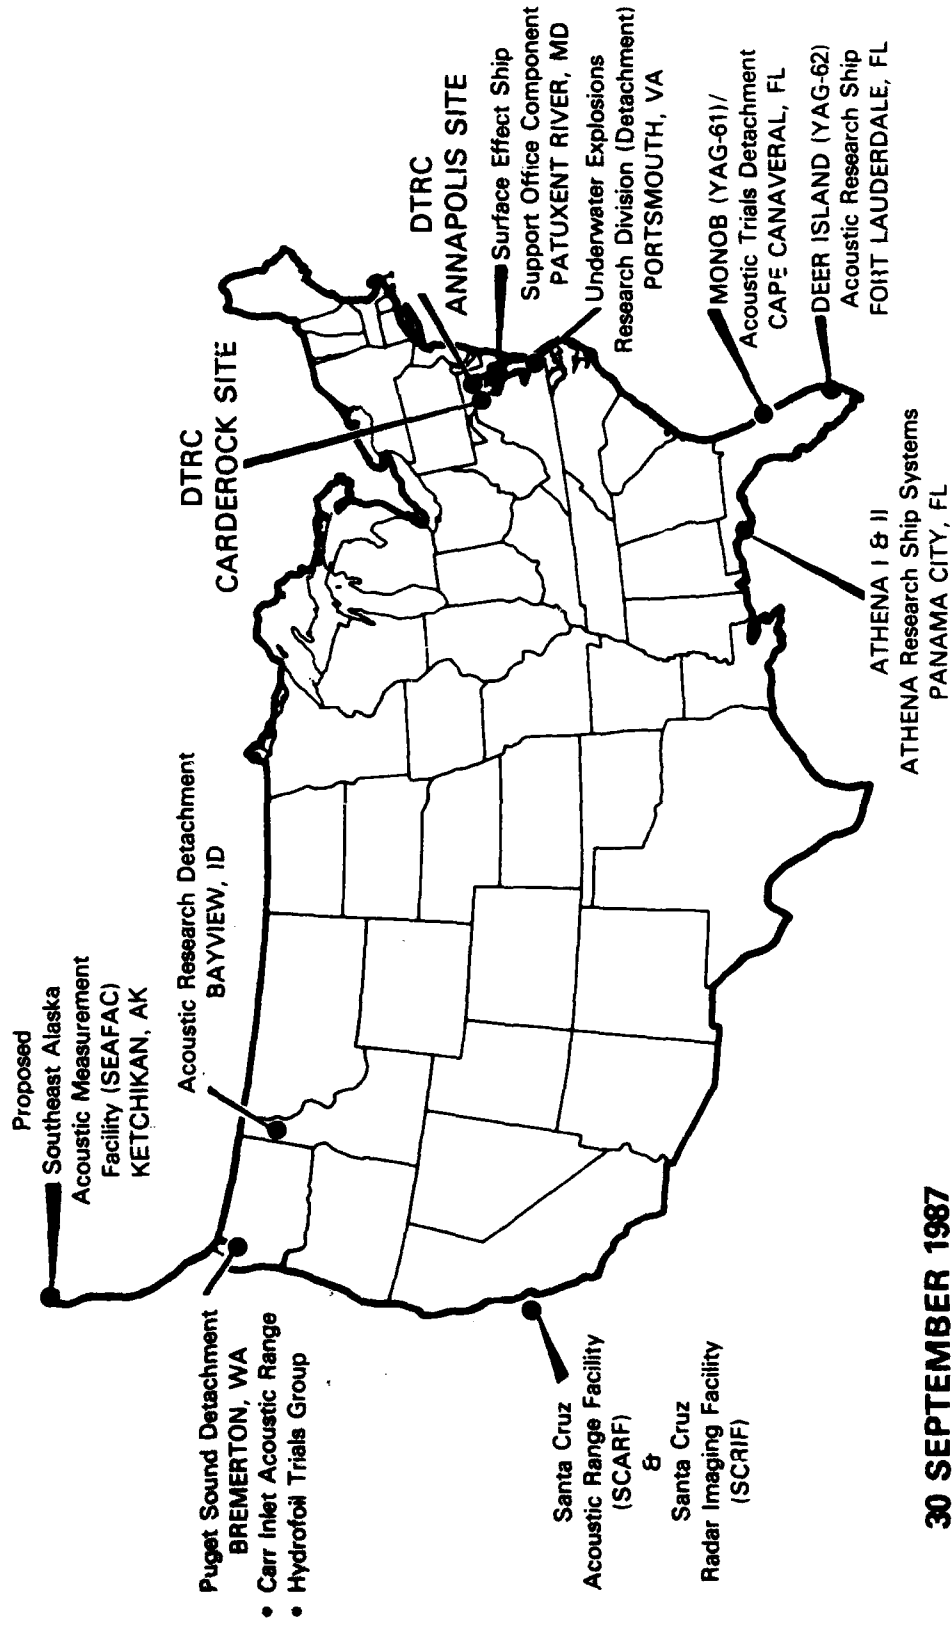 Proposed
Southeast Alaska
Acoustic Measurement
Facility (SEAFAC)
KETCHIKAN, AK
Puget Sound Detachment
BREMERTON, WA
• Carr Inlet Acoustic Range
• Hydrofoil Trials Group
Acoustic Research Detachment
BAYVIEW, ID
DTRC
CARDEROCK SITE
DTRC
ANNAPOLIS SITE
Surface Effect Ship
Support Office Component
PATUXENT RIVER, MD
Underwater Explosions
Research Division (Detachment)
PORTSMOUTH, VA
MONOB (YAG-61)/
Acoustic Trials Detachment
CAPE CANAVERAL, FL
DEER ISLAND (YAG-62)
Acoustic Research Ship
FORT LAUDERDALE, FL
ATHENA I & II
ATHENA Research Ship Systems
PANAMA CITY, FL
Santa Cruz
Acoustic Range Facility
(SCARF)
&
Santa Cruz
Radar Imaging Facility
(SCRIF)
30 SEPTEMBER 1987